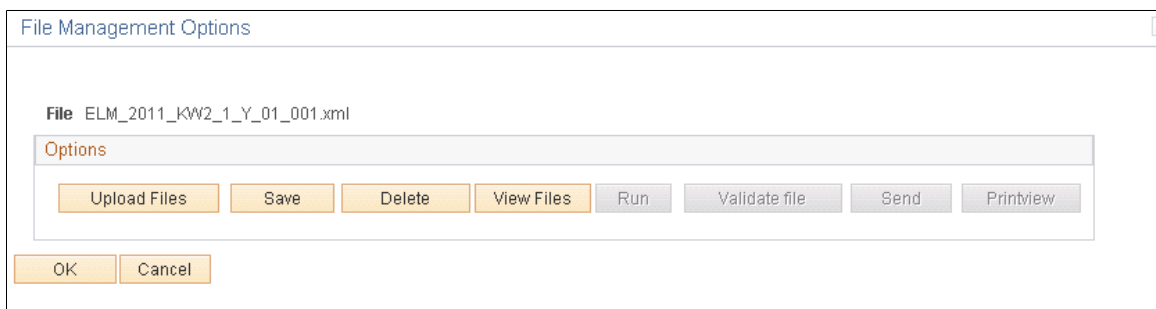 File Management Options
File ELM_2011_KW2_1_Y_01_001.xml
Options
Upload Files Save Delete View Files Run Validate file Send Printview
OK Cancel